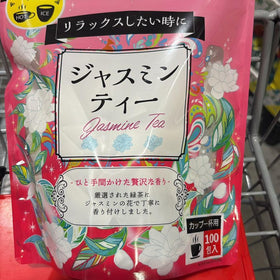 HOT ICE
リラックスしたい時に
ジャスミン
ティー
Jasmine Tea
ひと手間かけた贅沢な香り
厳選された緑茶に
ジャスミンの花で丁寧に
香り付けしました。
カップ一杯用
100
包入